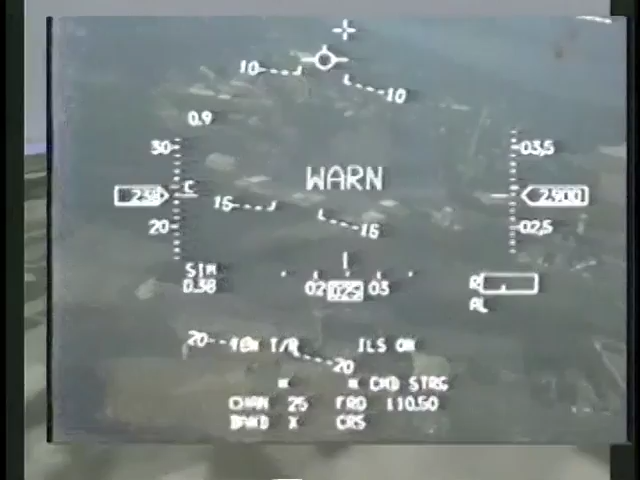 10
10
0.9
30
03,5
WARN
C
2,900
15
15
20
02,5
SIM
0.38
02 025 03
R
AL
20
T/R ILS ON
20
CMD STRG
CHAN 25 FRQ 110.50
BAND X CRS